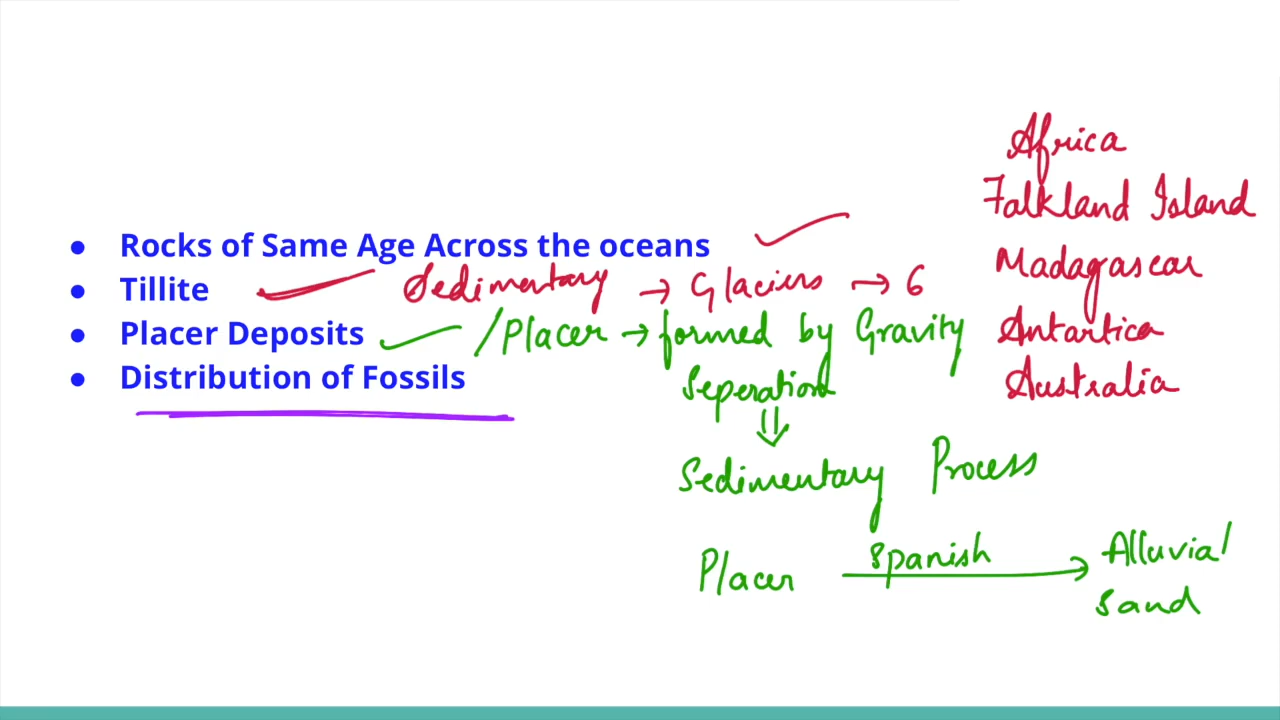 Africa
Falkland Island
● Rocks of Same Age Across the oceans
Madagascar
● Tillite Sedimentary → Glaciers → 6
● Placer Deposits /Placer → formed by Gravity
Antartica
● Distribution of Fossils Seperation
Australia
⇓
Sedimentary Process
Placer Spanish → Alluvial
sand